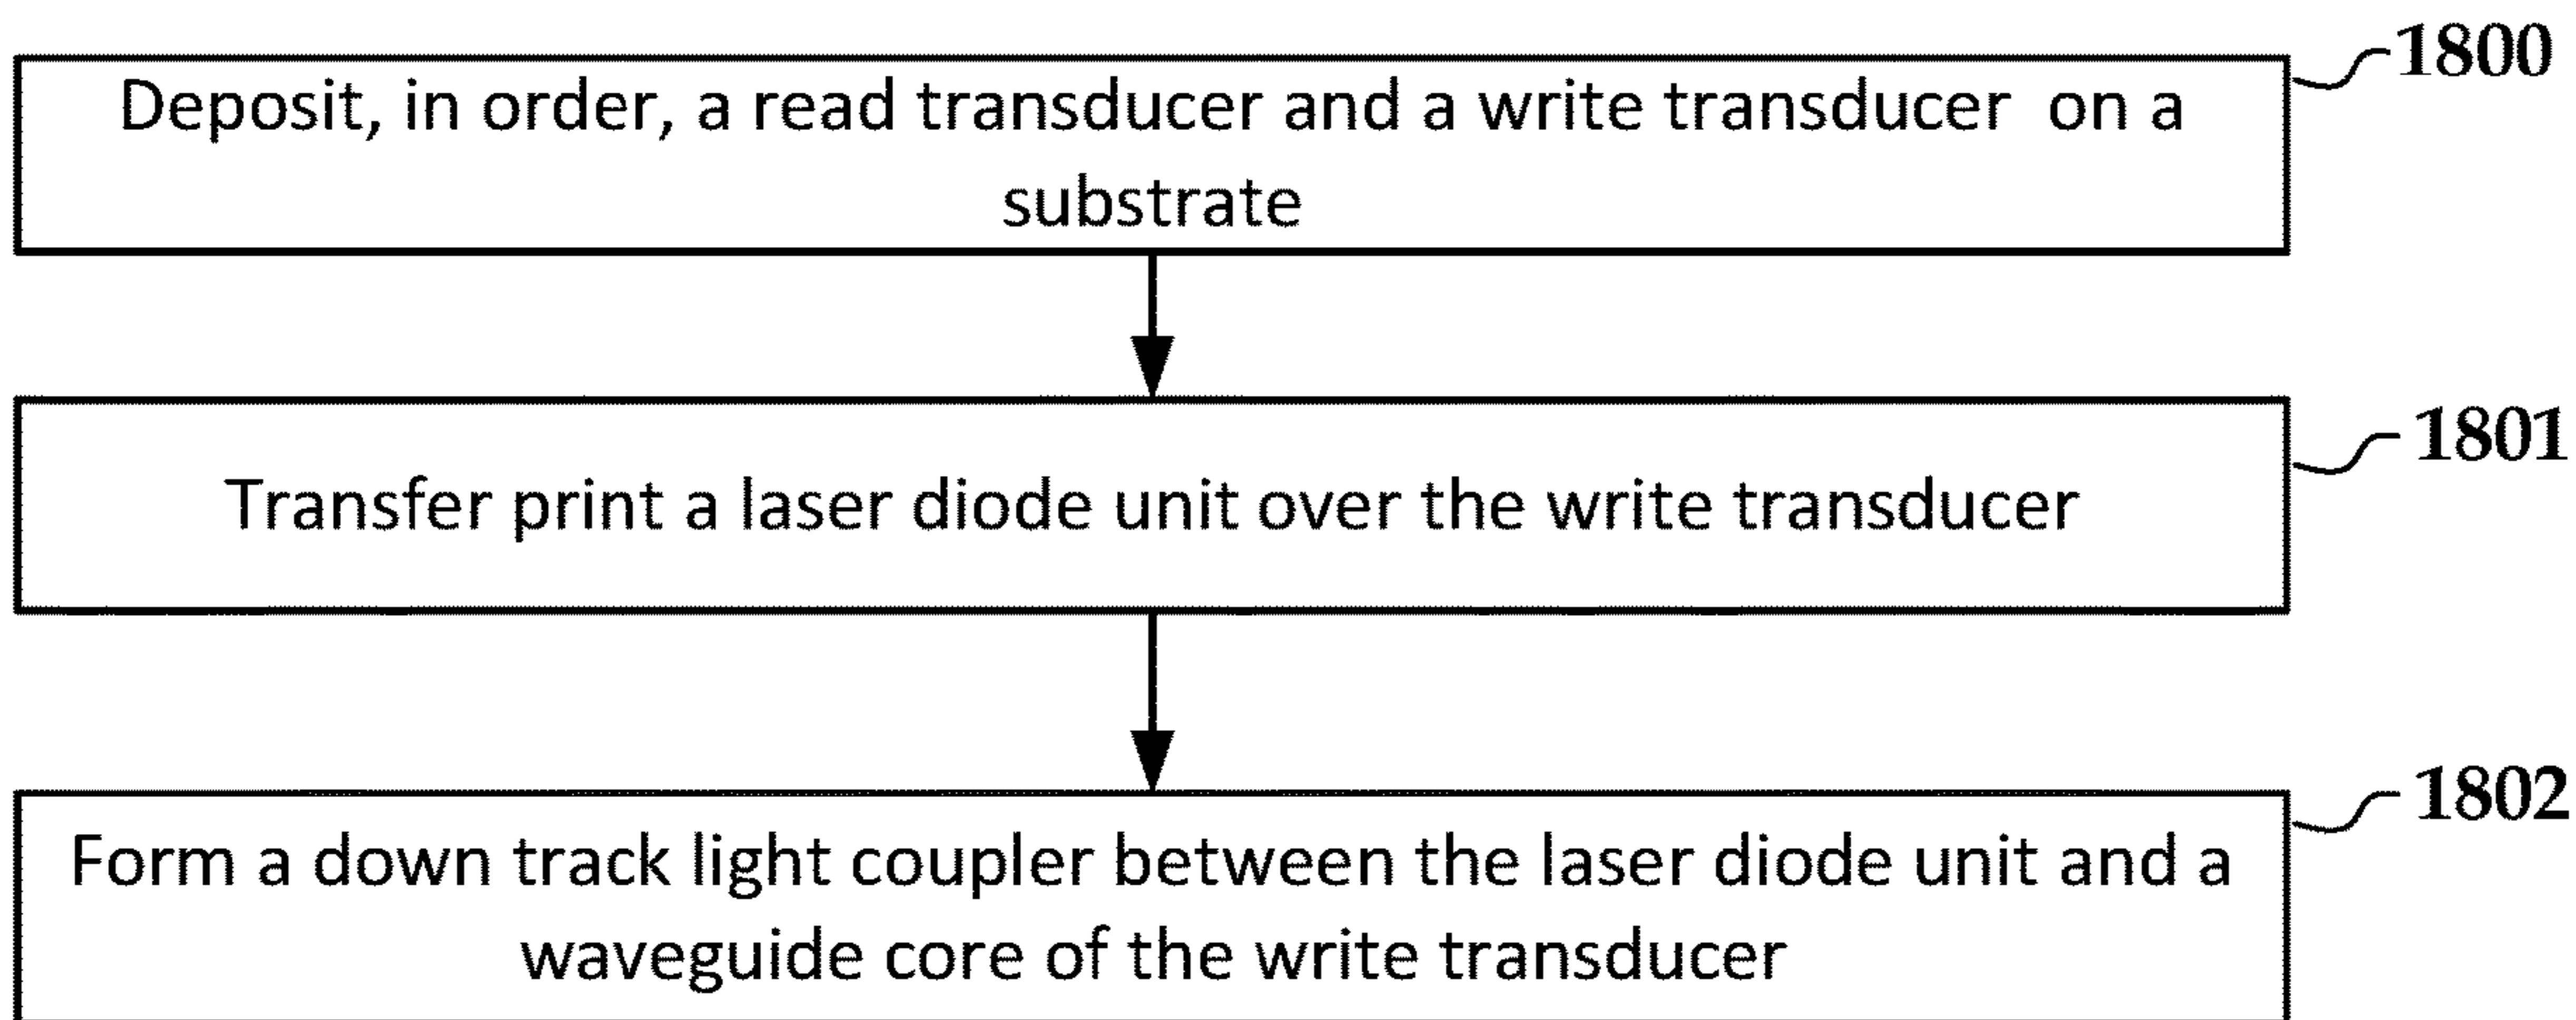 1800
Deposit, in order, a read transducer and a write transducer on a
substrate
1801
Transfer print a laser diode unit over the write transducer
1802
Form a down track light coupler between the laser diode unit and a
waveguide core of the write transducer